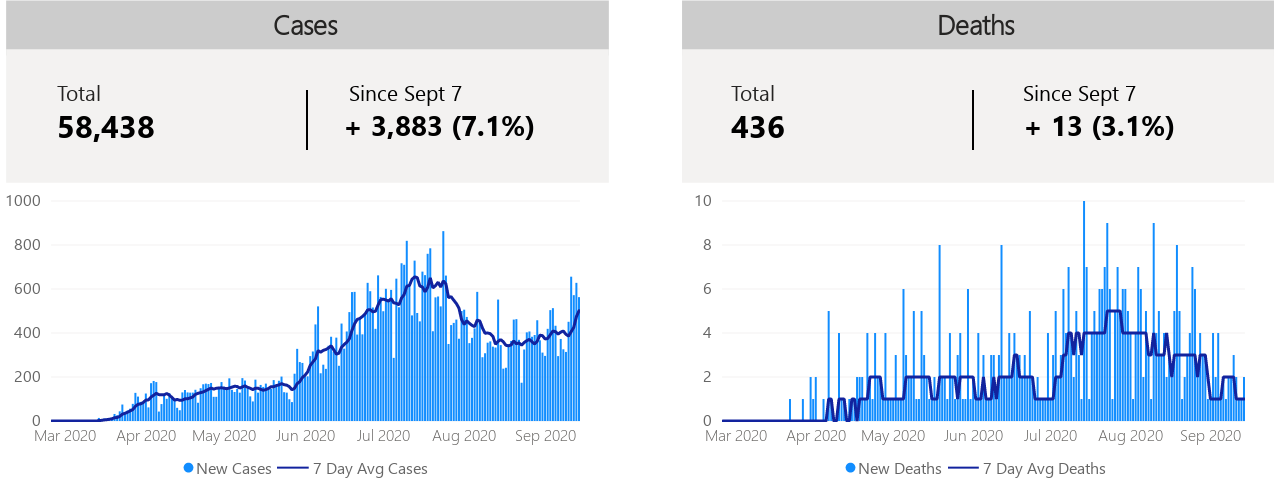 Cases
Total
58,438
Since Sept 7
+ 3,883 (7.1%)
1000
800
600
400
200
0
Mar 2020 Apr 2020 May 2020 Jun 2020 Jul 2020 Aug 2020 Sep 2020
New Cases 7 Day Avg Cases
Deaths
Total
436
Since Sept 7
+ 13 (3.1%)
10
8
6
4
2
0
Mar 2020 Apr 2020 May 2020 Jun 2020 Jul 2020 Aug 2020 Sep 2020
New Deaths 7 Day Avg Deaths